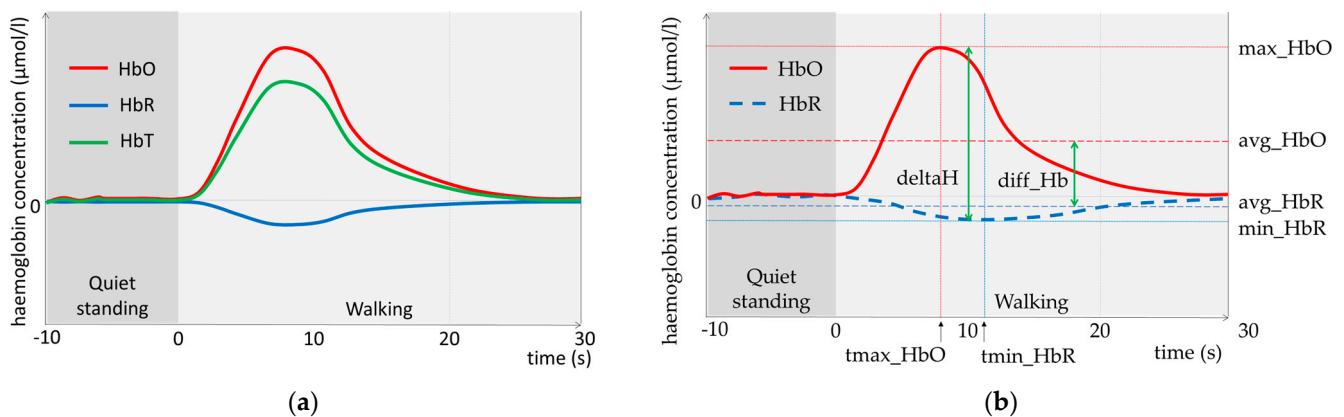 haemoglobin concentration (μmol/l)
HbO
HbR
HbT
0
Quiet
standing
Walking
-10
0
10
20
30
time (s)
(a)
haemoglobin concentration (μmol/l)
HbO
HbR
max_HbO
avg_HbO
deltaH
diff_Hb
0
avg_HbR
min_HbR
Quiet
standing
Walking
-10
0
10
20
30
tmax_HbO
tmin_HbR
time (s)
(b)